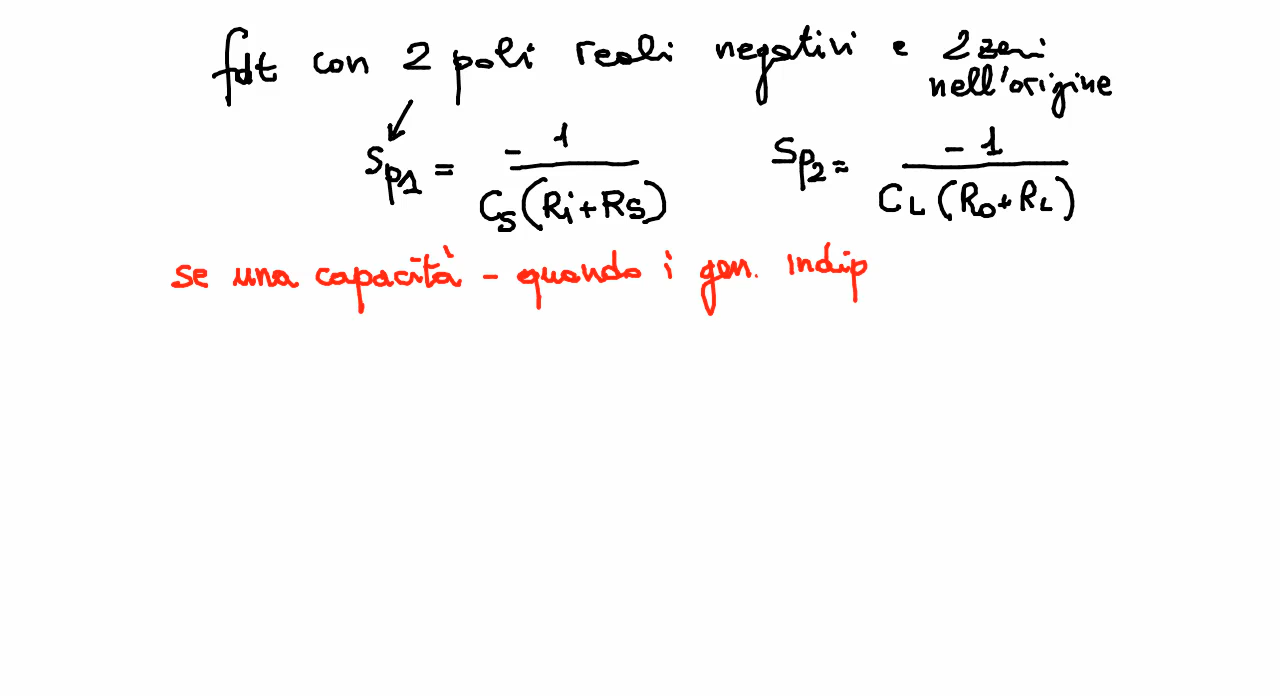 fdt con 2 poli reali negativi e 2 zeri
nell'origine
Sp1 = -1 / CS (Ri + RS)    Sp2 = -1 / CL (Ro + RL)
se una capacità - quando i gen. indip